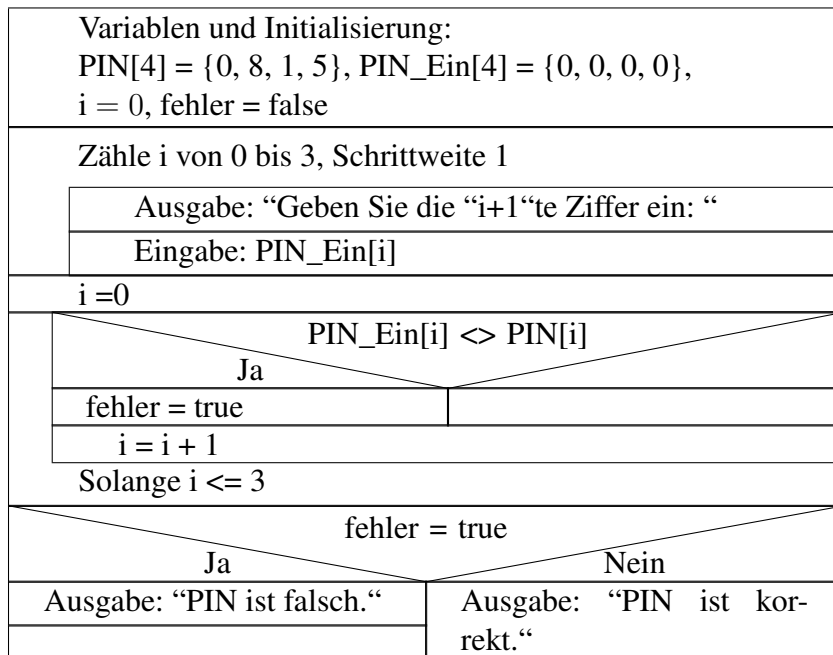 Variablen und Initialisierung:
PIN[4] = {0, 8, 1, 5}, PIN_Ein[4] = {0, 0, 0, 0},
i = 0, fehler = false
Zähle i von 0 bis 3, Schrittweite 1
Ausgabe: “Geben Sie die “i+1“te Ziffer ein: “
Eingabe: PIN_Ein[i]
i =0
PIN_Ein[i] <> PIN[i]
Ja
fehler = true
i = i + 1
Solange i <= 3
fehler = true
Ja Nein
Ausgabe: “PIN ist falsch.“
Ausgabe: “PIN ist kor-
rekt.“